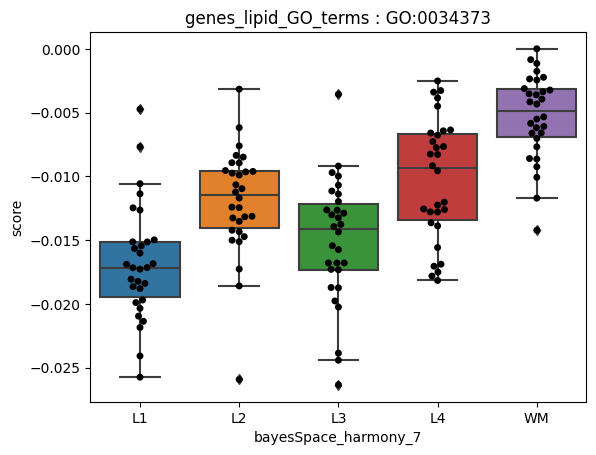 genes_lipid_GO_terms : GO:0034373
0.000
−0.005
−0.010
−0.015
−0.020
−0.025
score
L1 L2 L3 L4 WM
bayesSpace_harmony_7